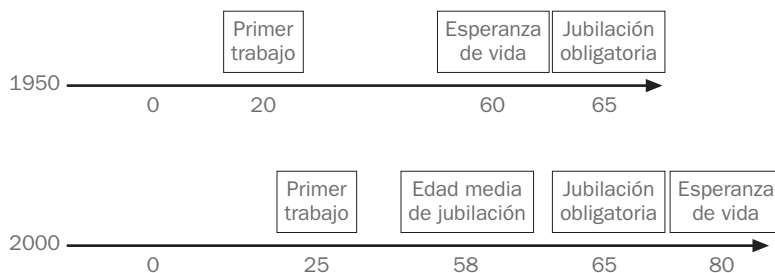 Primer
trabajo
Esperanza
de vida
Jubilación
obligatoria
1950
0 20 60 65
Primer
trabajo
Edad media
de jubilación
Jubilación
obligatoria
Esperanza
de vida
2000
0 25 58 65 80